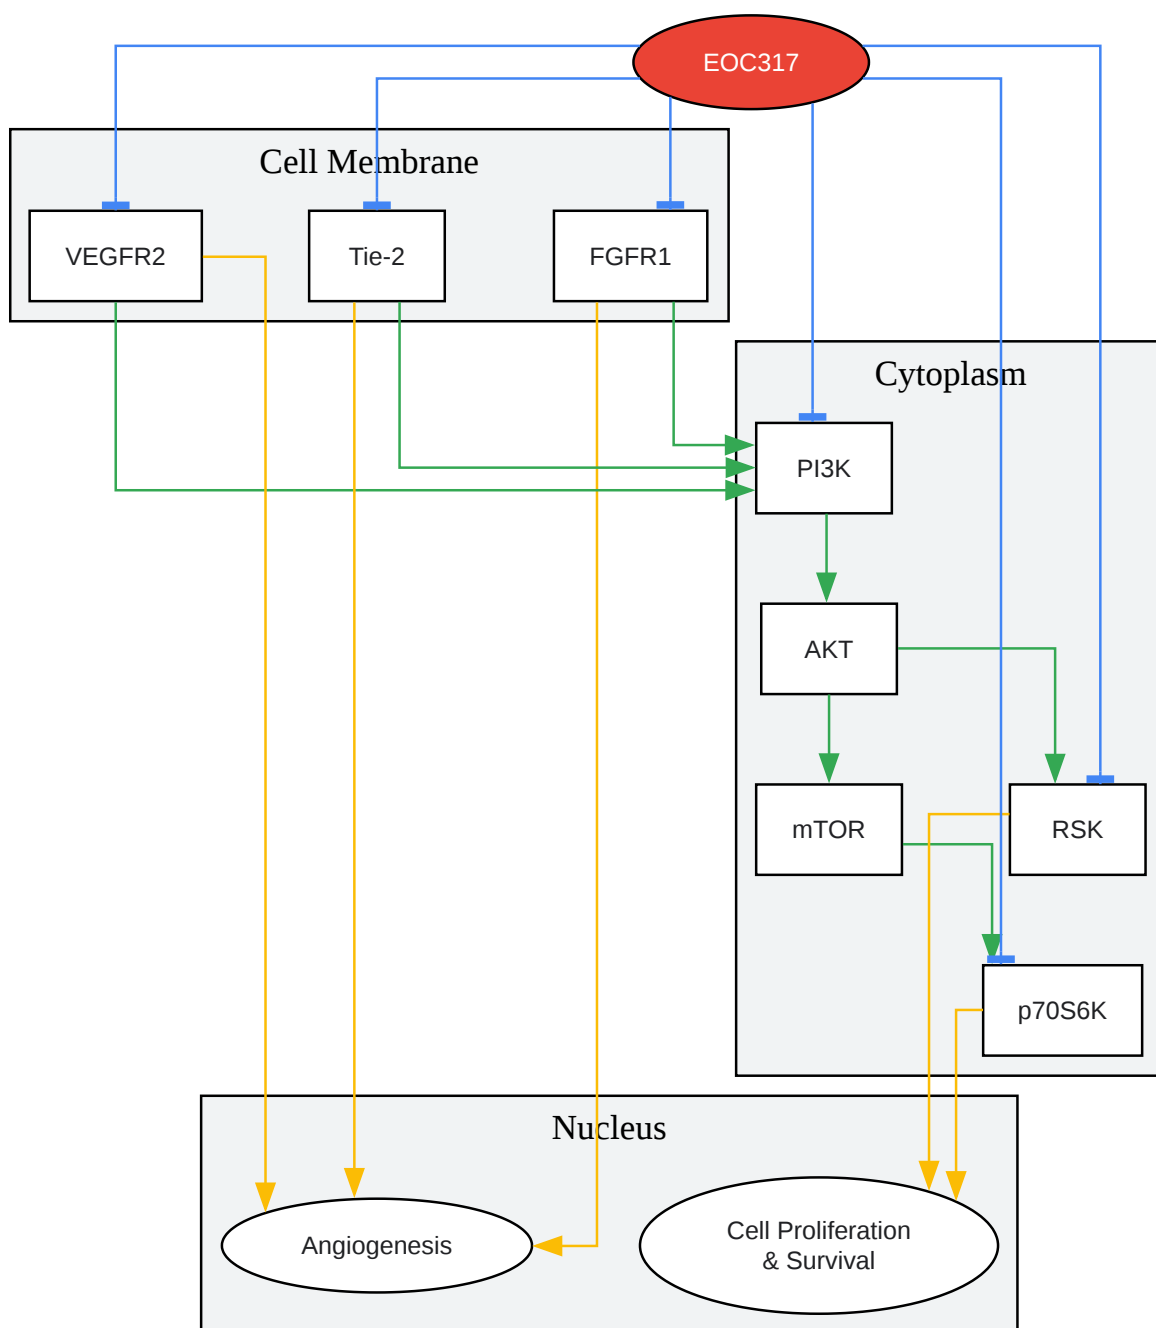 EOC317
Cell Membrane
VEGFR2
Tie-2
FGFR1
Cytoplasm
PI3K
AKT
mTOR
RSK
p70S6K
Nucleus
Angiogenesis
Cell Proliferation
& Survival